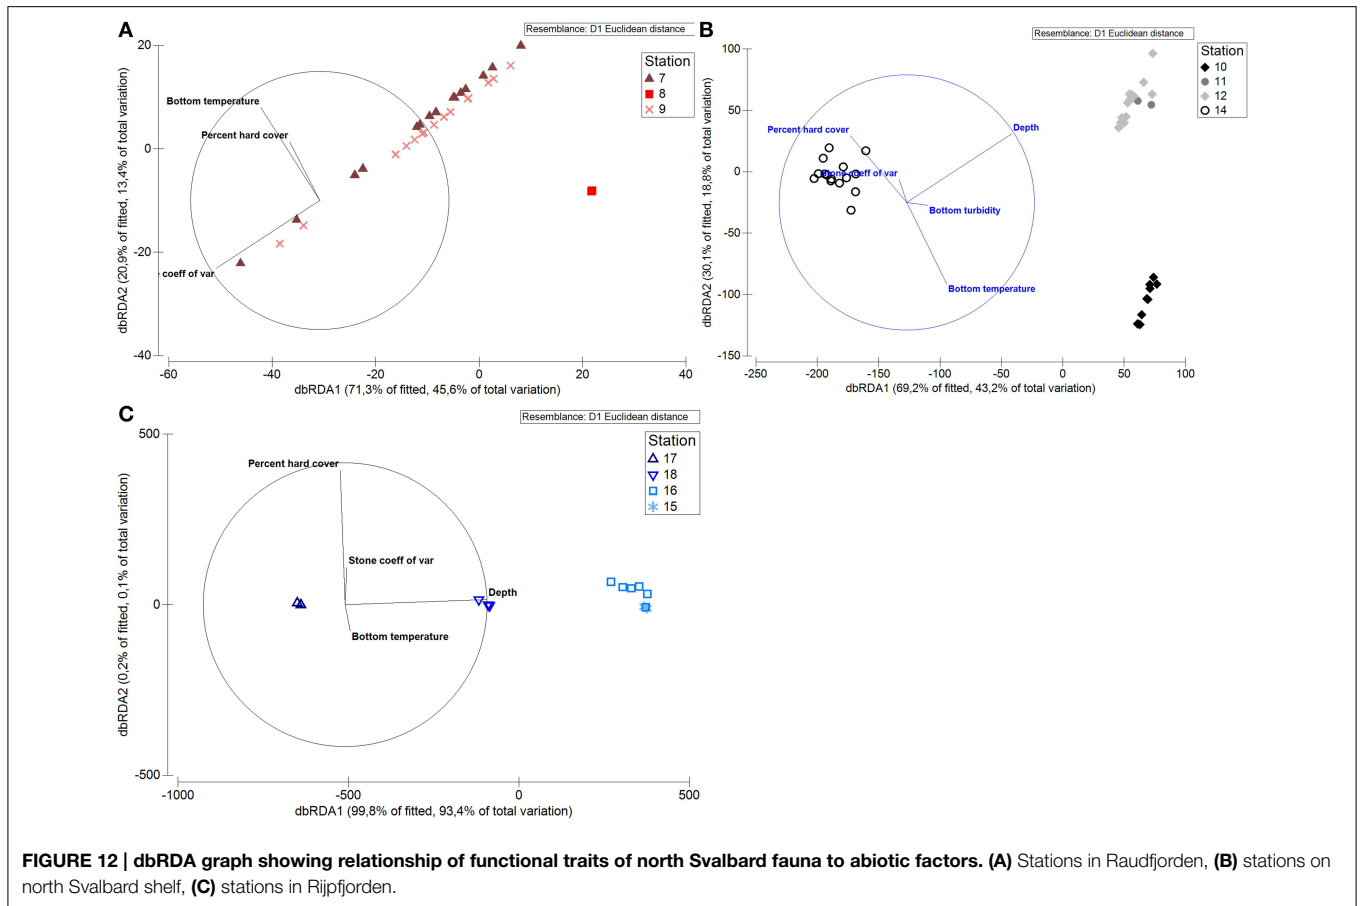 A
Resemblance: D1 Euclidean distance
Station
7
8
9
Bottom temperature
Percent hard cover
coeff of var
20
0
-20
-40
dbRDA2 (20,9% of fitted, 13,4% of total variation)
-60
-40
-20
0
20
40
dbRDA1 (71,3% of fitted, 45,6% of total variation)
B
Resemblance: D1 Euclidean distance
Station
10
11
12
14
Percent hard cover
Depth
Stone coeff of var
Bottom turbidity
Bottom temperature
100
50
0
-50
-100
-150
dbRDA2 (30,1% of fitted, 18,8% of total variation)
-250
-200
-150
-100
-50
0
50
100
dbRDA1 (69,2% of fitted, 43,2% of total variation)
C
Resemblance: D1 Euclidean distance
Station
17
18
16
15
Percent hard cover
Stone coeff of var
Depth
Bottom temperature
500
0
-500
dbRDA2 (0,2% of fitted, 0,1% of total variation)
-1000
-500
0
500
dbRDA1 (99,8% of fitted, 93,4% of total variation)
FIGURE 12 | dbRDA graph showing relationship of functional traits of north Svalbard fauna to abiotic factors. (A) Stations in Raudfjorden, (B) stations on
north Svalbard shelf, (C) stations in Rijpfjorden.